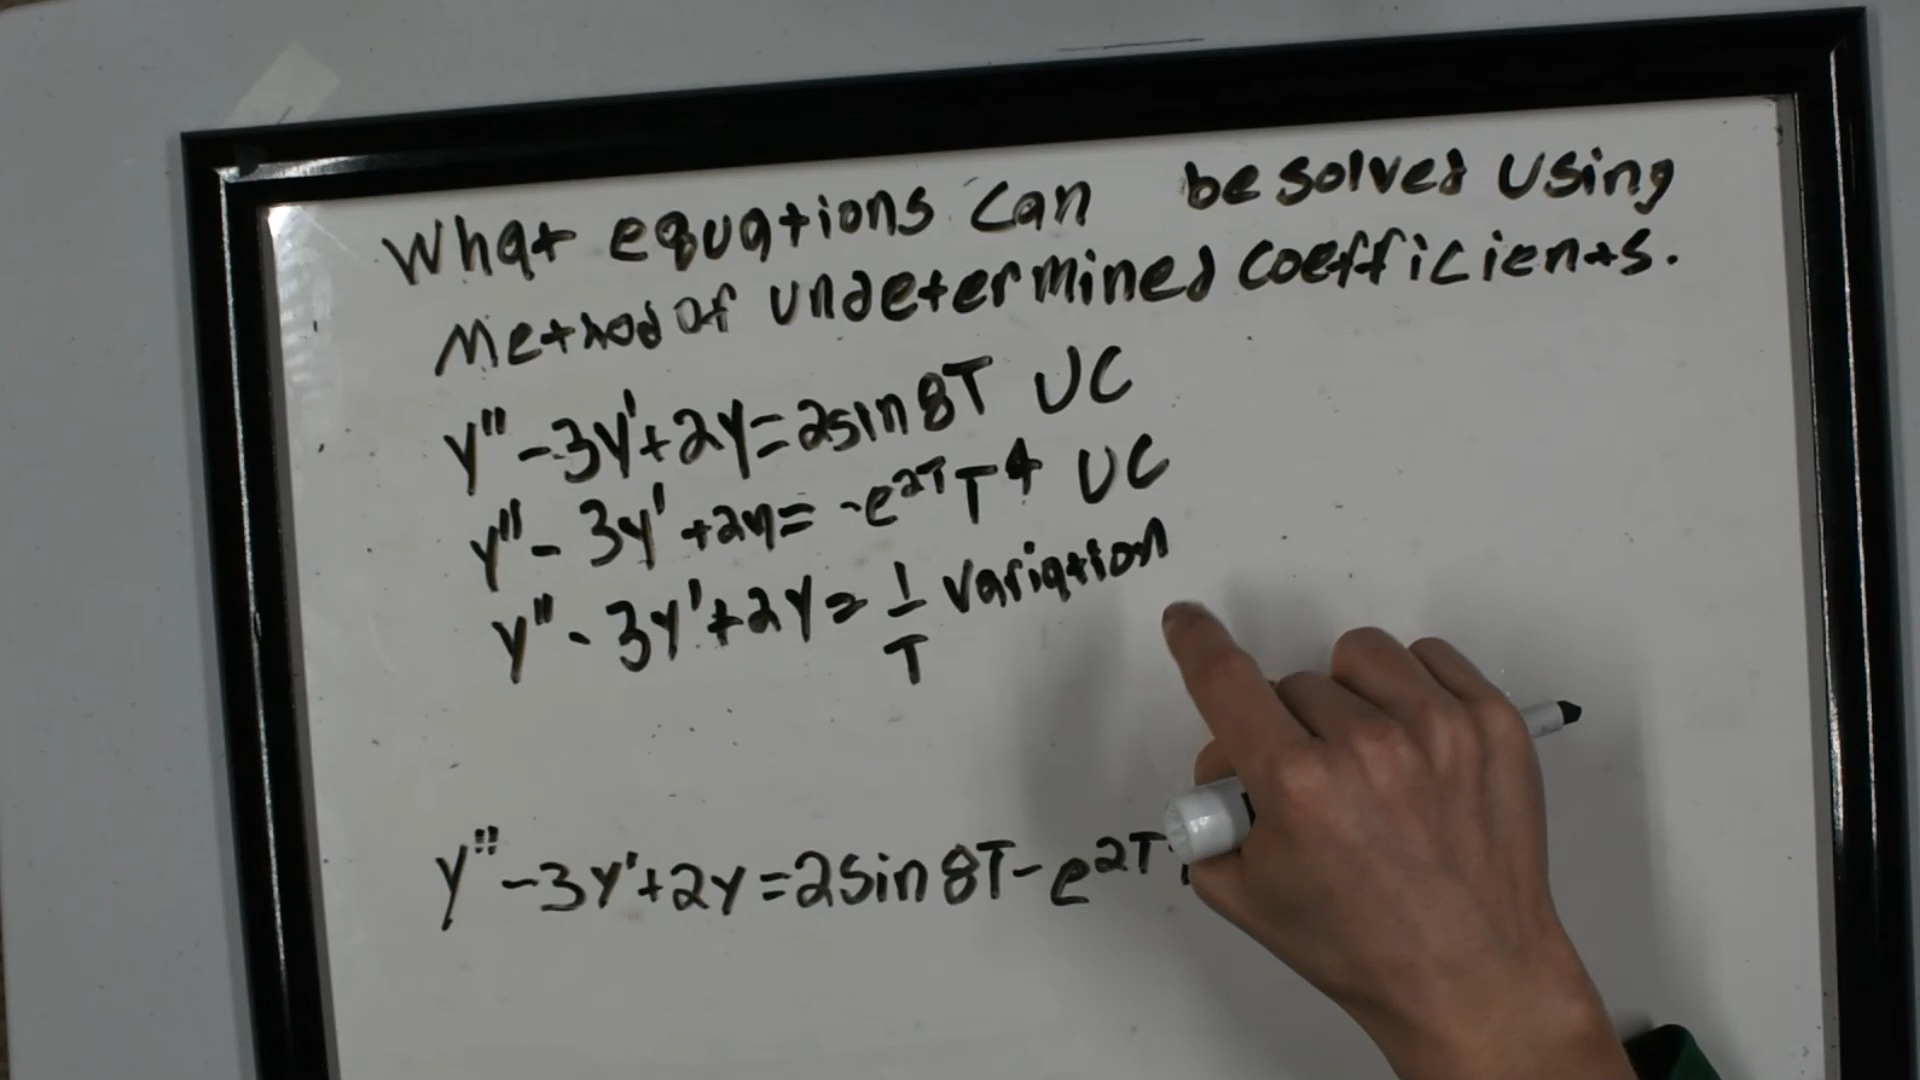 What equations can be solved using
Method of undetermined coefficients.
y'' - 3y' + 2y = 2sin8T UC
y'' - 3y' + 2y = -e^2T T^4 UC
y'' - 3y' + 2y = 1/T Variation
y'' - 3y' + 2y = 2sin8T - e^2T